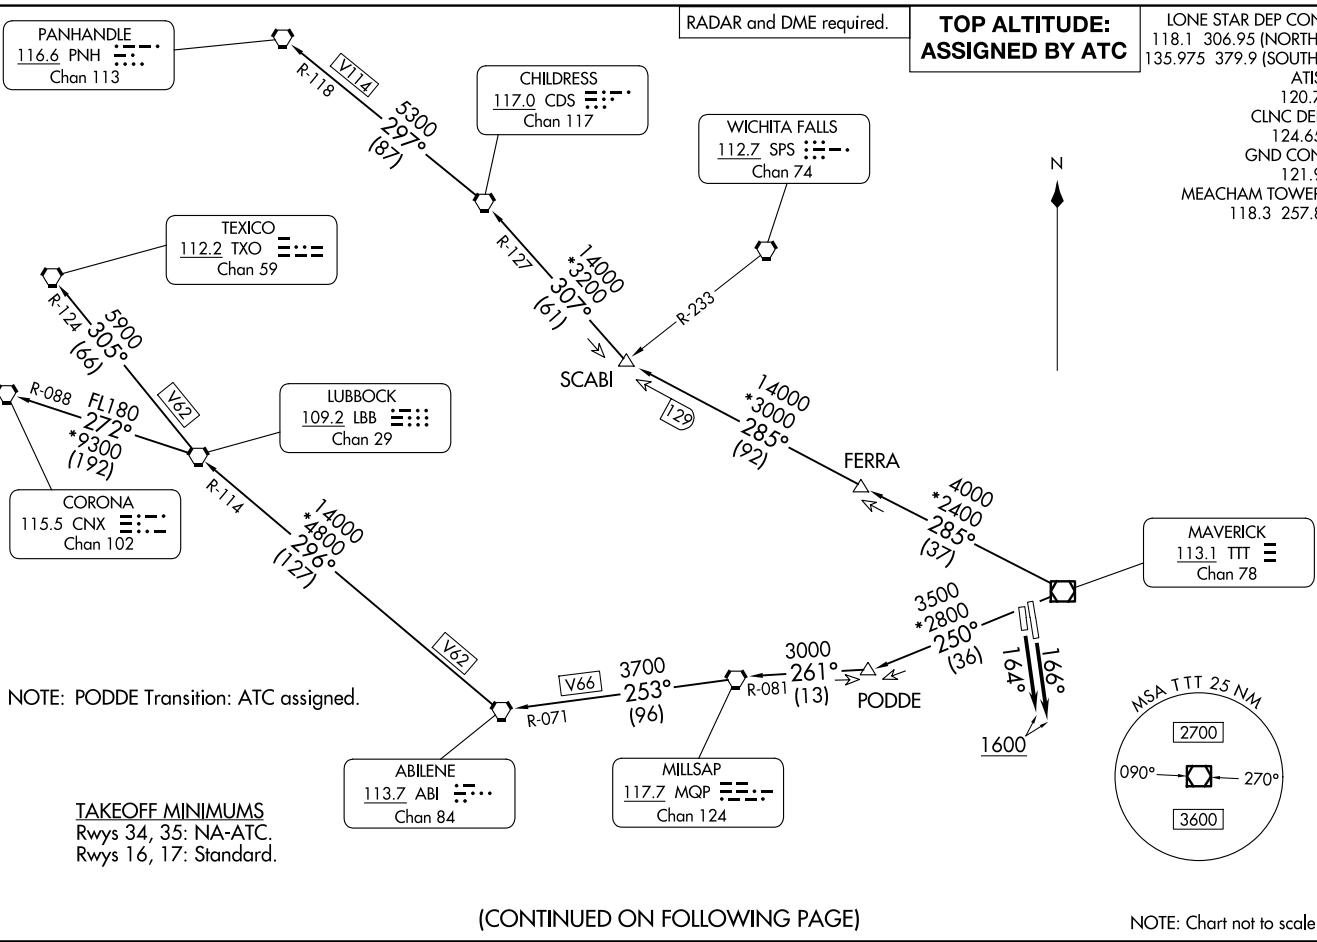 RADAR and DME required.
TOP ALTITUDE:
ASSIGNED BY ATC
LONE STAR DEP CON
118.1 306.95 (NORTH
135.975 379.9 (SOUTH
ATIS
120.7
CLNC DEL
124.65
GND CON
121.9
MEACHAM TOWER
118.3 257.8
PANHANDLE
116.6 PNH
Chan 113
R-118
V114
5300
297°
(87)
CHILDRESS
117.0 CDS
Chan 117
WICHITA FALLS
112.7 SPS
Chan 74
N
R-127
14000
*3200
307°
(61)
R-233
SCABI
129
14000
*3000
285°
(92)
FERRA
4000
*2400
285°
(37)
MAVERICK
113.1 TTT
Chan 78
TEXICO
112.2 TXO
Chan 59
R-124
5900
305°
(66)
V62
R-088
FL180
272°
*9300
(192)
LUBBOCK
109.2 LBB
Chan 29
CORONA
115.5 CNX
Chan 102
R-114
14000
*4800
296°
(127)
V62
3500
*2800
250°
(36)
3000
261°
(13)
R-081
PODDE
V66
3700
253°
(96)
R-071
164°
166°
1600
NOTE: PODDE Transition: ATC assigned.
ABILENE
113.7 ABI
Chan 84
MILLSAP
117.7 MQP
Chan 124
MSA TTT 25 NM
2700
090°
270°
3600
TAKEOFF MINIMUMS
Rwys 34, 35: NA-ATC.
Rwys 16, 17: Standard.
(CONTINUED ON FOLLOWING PAGE)
NOTE: Chart not to scale